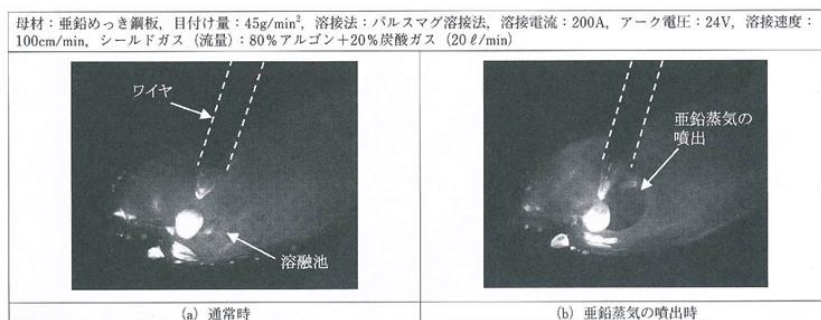 母材：亜鉛めっき鋼板，目付け量：45g/min²，溶接法：パルスマグ溶接法，溶接電流：200A，アーク電圧：24V，溶接速度：
100cm/min，シールドガス（流量）：80％アルゴン＋20％炭酸ガス（20ℓ/min）
ワイヤ
溶融池
亜鉛蒸気の
噴出
(a) 通常時
(b) 亜鉛蒸気の噴出時